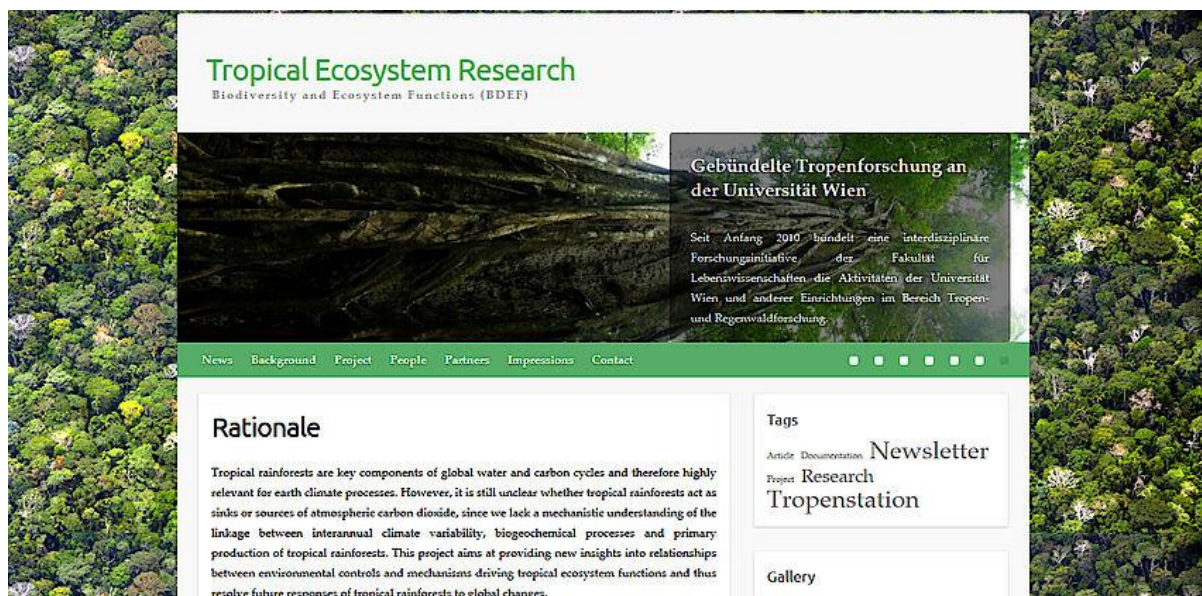 Tropical Ecosystem Research
Biodiversity and Ecosystem Functions (BDEF)
Gebündelte Tropenforschung an
der Universität Wien
Seit Anfang 2010 bündelt eine interdisziplinäre
Forschungsinitiative der Fakultät für
Lebenswissenschaften die Aktivitäten der Universität
Wien und anderer Einrichtungen im Bereich Tropen-
und Regenwaldforschung.
News Background Project People Partners Impressions Contact
Rationale
Tropical rainforests are key components of global water and carbon cycles and therefore highly
relevant for earth climate processes. However, it is still unclear whether tropical rainforests act as
sinks or sources of atmospheric carbon dioxide, since we lack a mechanistic understanding of the
linkage between interannual climate variability, biogeochemical processes and primary
production of tropical rainforests. This project aims at providing new insights into relationships
between environmental controls and mechanisms driving tropical ecosystem functions and thus
resolve future responses of tropical rainforests to global changes.
Tags
Article Documentation Newsletter
Project Research
Tropenstation
Gallery